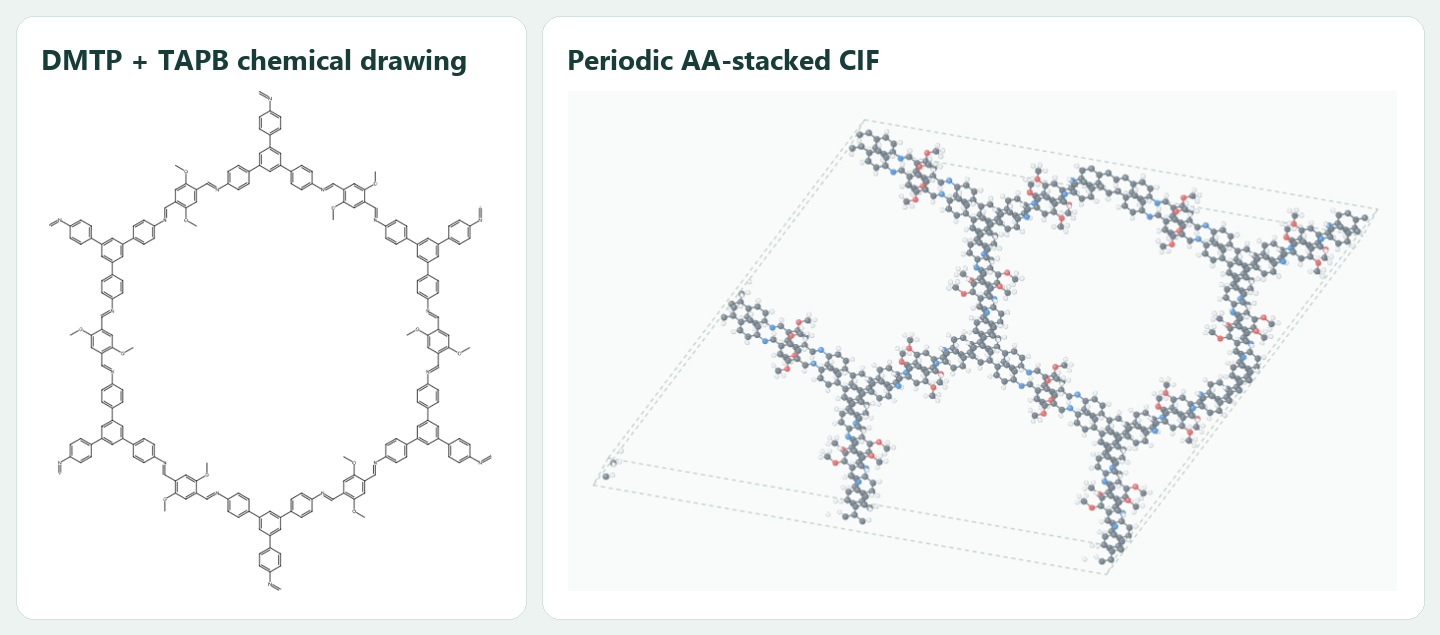 DMTP + TAPB chemical drawing
Periodic AA-stacked CIF